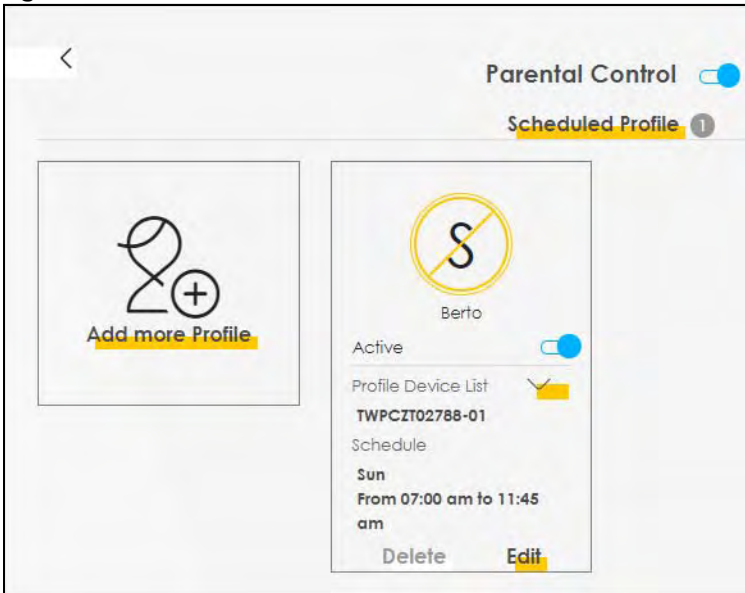 Parental Control
Scheduled Profile 1
Add more Profile
S
Berto
Active
Profile Device List
TWPCZT02788-01
Schedule
Sun
From 07:00 am to 11:45
am
Delete Edit